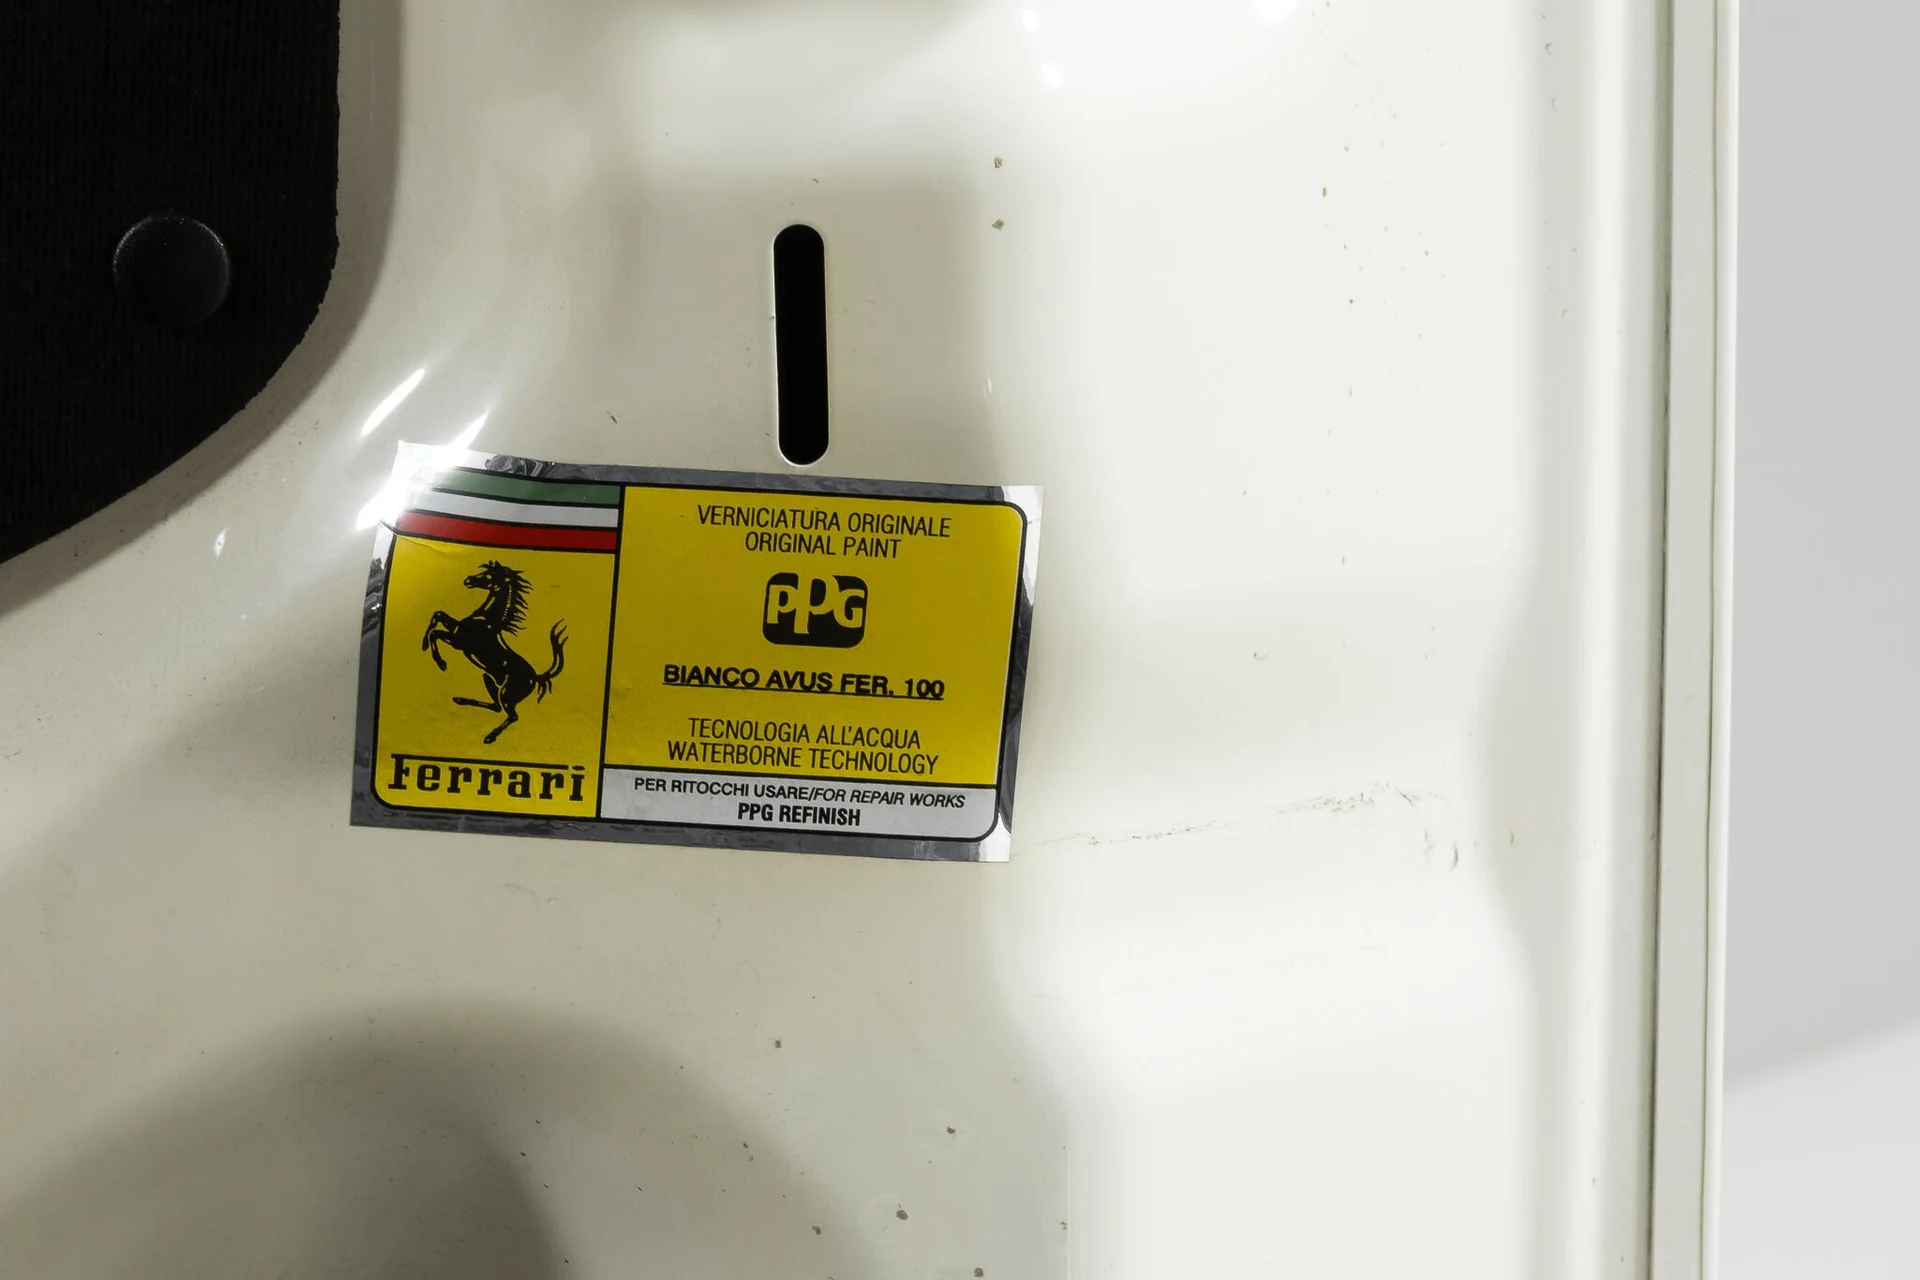 VERNICIATURA ORIGINALE
ORIGINAL PAINT
PPG
BIANCO AVUS FER. 100
TECNOLOGIA ALL'ACQUA
WATERBORNE TECHNOLOGY
PER RITOCCHI USARE/FOR REPAIR WORKS
PPG REFINISH
Ferrari